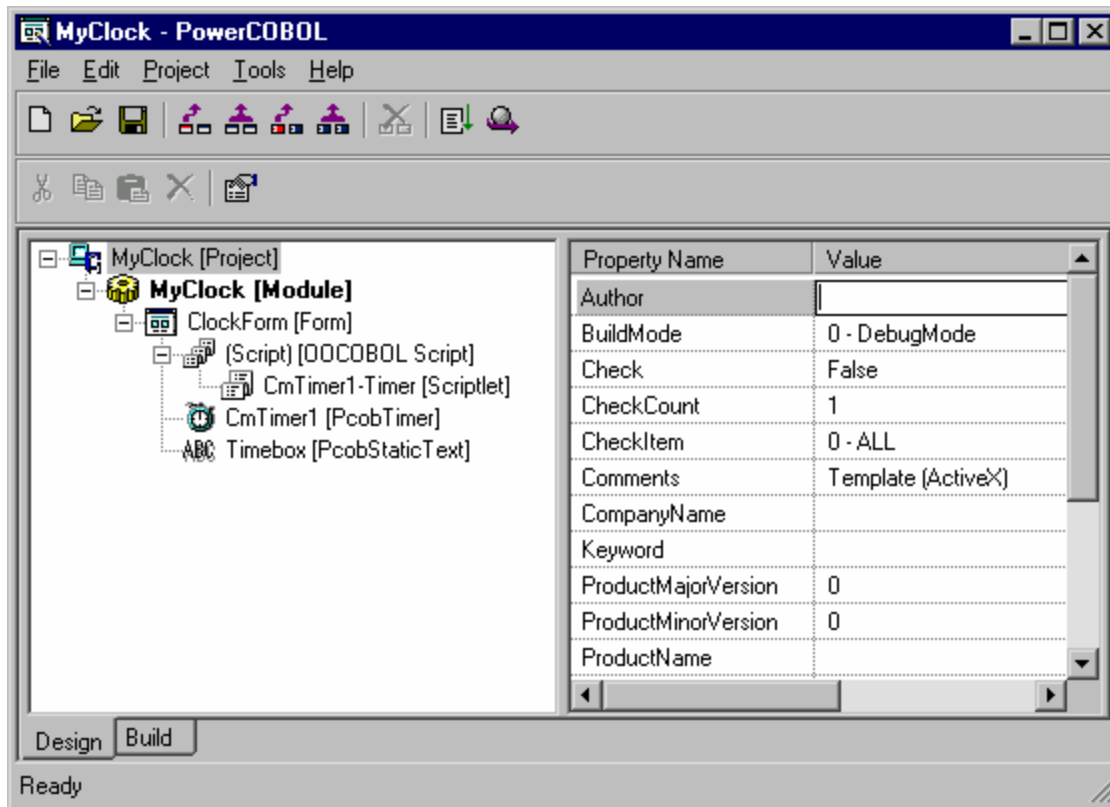 MyClock - PowerCOBOL
File Edit Project Tools Help
MyClock [Project]
MyClock [Module]
ClockForm [Form]
(Script) [OOCOBOL Script]
CmTimer1-Timer [Scriptlet]
CmTimer1 [PcobTimer]
ABC Timebox [PcobStaticText]
Property Name Value
Author
BuildMode 0 - DebugMode
Check False
CheckCount 1
CheckItem 0 - ALL
Comments Template (ActiveX)
CompanyName
Keyword
ProductMajorVersion 0
ProductMinorVersion 0
ProductName
Design Build
Ready